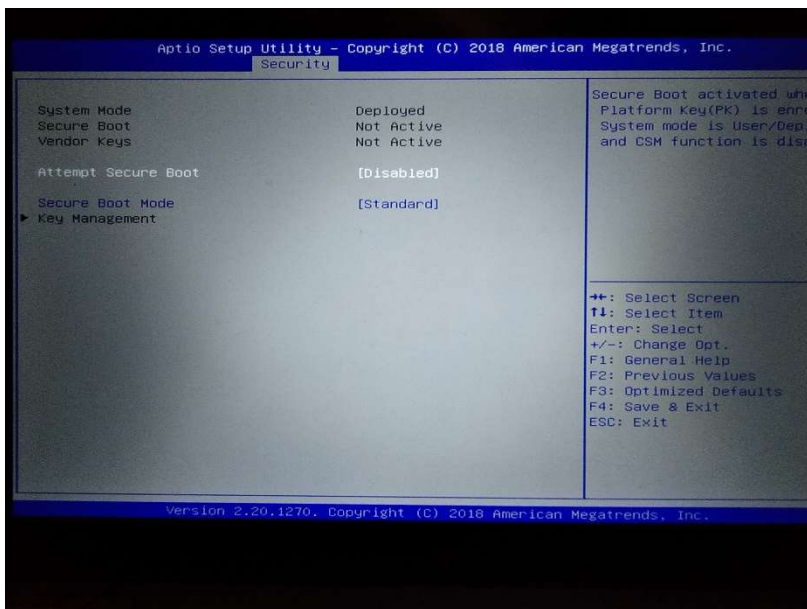 Aptio Setup Utility – Copyright (C) 2018 American Megatrends, Inc.
Security
System Mode Deployed
Secure Boot Not Active
Vendor Keys Not Active
Attempt Secure Boot [Disabled]
Secure Boot Mode [Standard]
► Key Management
Secure Boot activated
Platform Key(PK) is
System mode is User/
and CSM function is
→←: Select Screen
↑↓: Select Item
Enter: Select
+/-: Change Opt.
F1: General Help
F2: Previous Values
F3: Optimized Defaults
F4: Save & Exit
ESC: Exit
Version 2.20.1270. Copyright (C) 2018 American Megatrends, Inc.